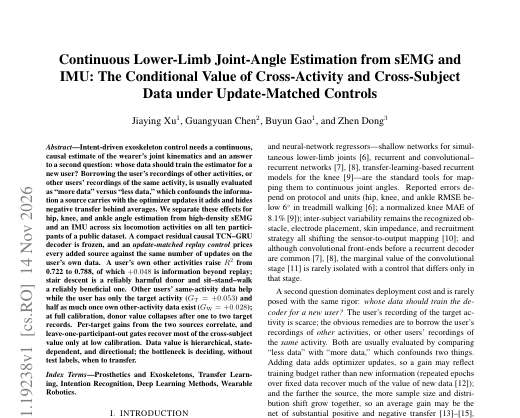 Continuous Lower-Limb Joint-Angle Estimation from sEMG and
IMU: The Conditional Value of Cross-Activity and Cross-Subject
Data under Update-Matched Controls
Jiaying Xu1, Guangyuan Chen2, Buyun Gao1, and Zhen Dong3
Abstract—Intent-driven exoskeleton control needs a continuous,
causal estimate of the wearer's joint kinematics and an answer
to a second question: whose data should train the estimator for a
new user? Borrowing the user's recordings of other activities, or
other users' recordings of the same activity, is usually evaluated
as "more data" versus "less data," which confounds the informa-
tion a source carries with the optimizer updates it adds and hides
negative transfer behind averages. We separate these effects for
hip, knee, and ankle angle estimation from high-density sEMG
and an IMU across six locomotion activities on all ten partici-
pants of a public dataset. A compact residual causal TCN–GRU
decoder is frozen, and an update-matched replay control prices
every added source against the same number of updates on the
user's own data. A user's own other activities raise R2 from
0.722 to 0.788, of which +0.048 is information beyond replay;
stair descent is a reliably harmful donor and sit→stand→walk
a reliably beneficial one. Other users' same-activity data help
while the user has only the target activity (GT = +0.053) and
half as much once own other-activity data exist (GW = +0.028);
at full calibration, donor value collapses after one to two target
records. Per-target gains from the two sources correlate, and
leave-one-participant-out gates recover most of the cross-subject
value only at low calibration. Data value is hierarchical, state-
dependent, and directional; the bottleneck is deciding, without
test labels, when to transfer.
Index Terms—Prosthetics and Exoskeletons, Transfer Learn-
ing, Intention Recognition, Deep Learning Methods, Wearable
Robotics.
I. INTRODUCTION
and neural-network regressors—shallow networks for simul-
taneous lower-limb joints [6], recurrent and convolutional–
recurrent networks [7], [8], transfer-learning-based recurrent
models for the knee [9]—are the standard tools for map-
ping them to continuous joint angles. Reported errors de-
pend on protocol and units (hip, knee, and ankle RMSE be-
low 6° in treadmill walking [6]; a normalized knee MAE of
8.1% [9]); inter-subject variability remains the recognized ob-
stacle, electrode placement, skin impedance, and recruitment
strategy all shifting the sensor-to-output mapping [10]; and
although convolutional front-ends before a recurrent decoder
are common [7], [8], the marginal value of the convolutional
stage [11] is rarely isolated with a control that differs only in
that stage.
A second question dominates deployment cost and is rarely
posed with the same rigor: whose data should train the de-
coder for a new user? The user's recording of the target activ-
ity is scarce; the obvious remedies are to borrow the user's
recordings of other activities, or other users' recordings of
the same activity. Both are usually evaluated by comparing
"less data" with "more data," which confounds two things.
Adding data adds optimizer updates, so a gain may reflect
training budget rather than new information (repeated epochs
over fixed data recover much of the value of new data [12]);
and the farther the source, the more sample size and distri-
bution shift grow together, so an average gain may be the
net of substantial positive and negative transfer [13]–[15].
.19238v1 [cs.RO] 14 Nov 2026